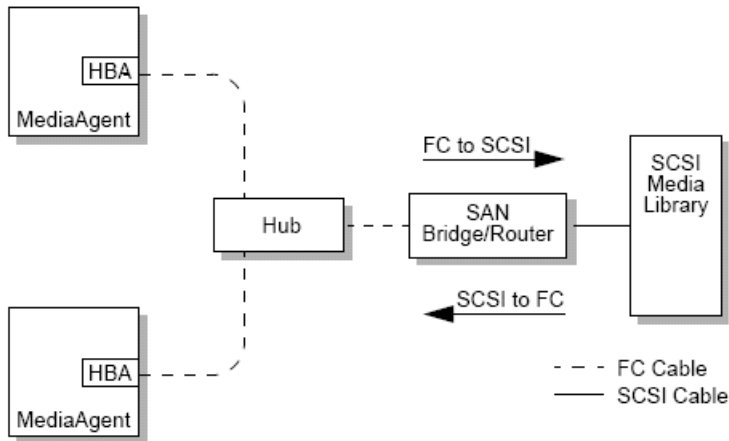 HBA
MediaAgent
FC to SCSI
SCSI
Media
Library
Hub
SAN
Bridge/Router
SCSI to FC
HBA
MediaAgent
FC Cable
SCSI Cable